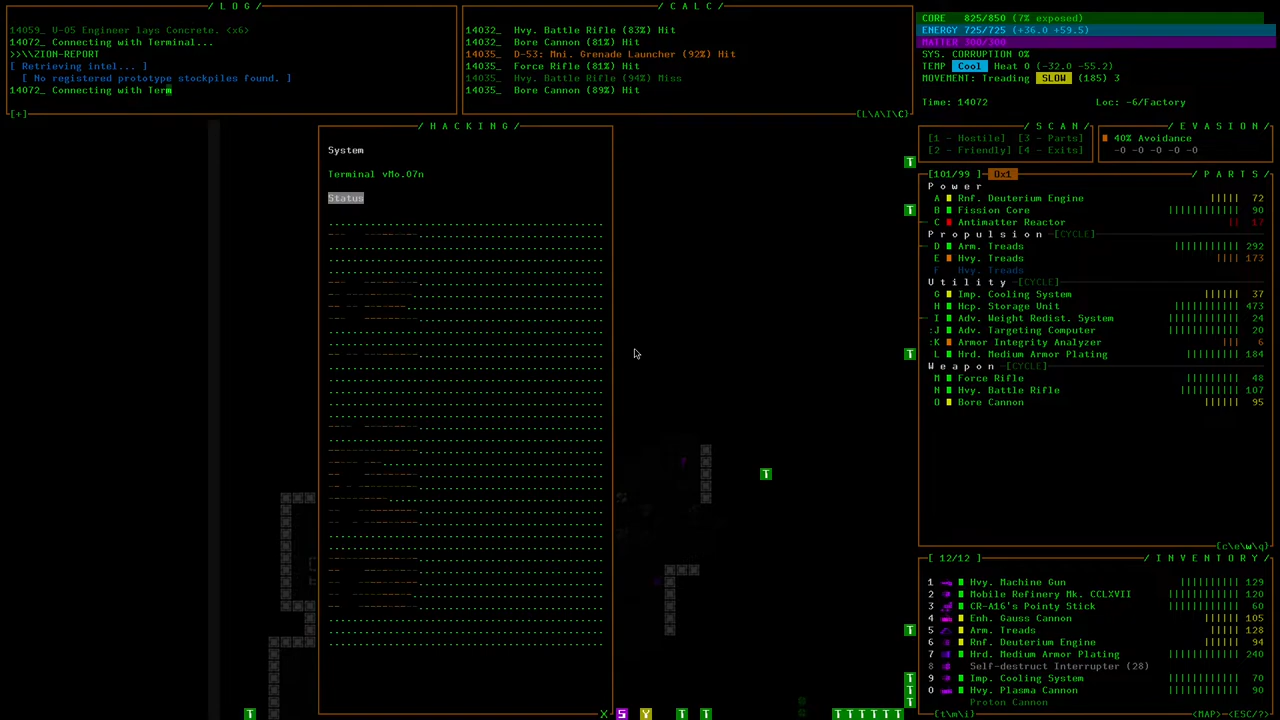 / L O G /
14059_ U-05 Engineer lays Concrete. <x6>
14072_ Connecting with Terminal...
>>\\ZION-REPORT
[ Retrieving intel... ]
[ No registered prototype stockpiles found. ]
14072_ Connecting with Term
[+]
/ C A L C /
14032_ Hvy. Battle Rifle (83%) Hit
14032_ Bore Cannon (81%) Hit
14035_ D-53: Mni. Grenade Launcher (92%) Hit
14035_ Force Rifle (81%) Hit
14035_ Hvy. Battle Rifle (94%) Miss
14035_ Bore Cannon (89%) Hit
[L\A\I\C]
CORE 825/850 (7% exposed)
ENERGY 725/725 (+36.0 +59.5)
MATTER 300/300
SYS. CORRUPTION 0%
TEMP Cool Heat 0 (-32.0 -55.2)
MOVEMENT: Treading SLOW (185) 3
Time: 14072 Loc: -6/Factory
/ S C A N /
[1 - Hostile] [3 - Parts]
[2 - Friendly] [4 - Exits]
/ E V A S I O N /
40% Avoidance
-0 -0 -0 -0 -0
/ H A C K I N G /
System
Terminal vMo.07n
Status
X
[101/99 ] 0x1 / P A R T S /
P o w e r
A Rnf. Deuterium Engine 72
B Fission Core 90
C Antimatter Reactor 17
P r o p u l s i o n [CYCLE]
D Arm. Treads 292
E Hvy. Treads 173
F Hvy. Treads
U t i l i t y [CYCLE]
G Imp. Cooling System 37
H Hcp. Storage Unit 473
I Adv. Weight Redist. System 24
:J Adv. Targeting Computer 20
:K Armor Integrity Analyzer 6
L Hrd. Medium Armor Plating 184
W e a p o n [CYCLE]
M Force Rifle 48
N Hvy. Battle Rifle 107
O Bore Cannon 95
[c\e\w\q]
[ 12/12 ] / I N V E N T O R Y /
1 Hvy. Machine Gun 129
2 Mobile Refinery Mk. CCLXVII 120
3 CR-A16's Pointy Stick 60
4 Enh. Gauss Cannon 105
5 Arm. Treads 128
6 Rnf. Deuterium Engine 94
7 Hrd. Medium Armor Plating 240
8 Self-destruct Interrupter (28)
9 Imp. Cooling System 70
0 Hvy. Plasma Cannon 90
Proton Cannon
[t\m\i] <MAP> <ESC/?>
T
T
T
T
T
T
T
T
T S Y T T TTTTTT